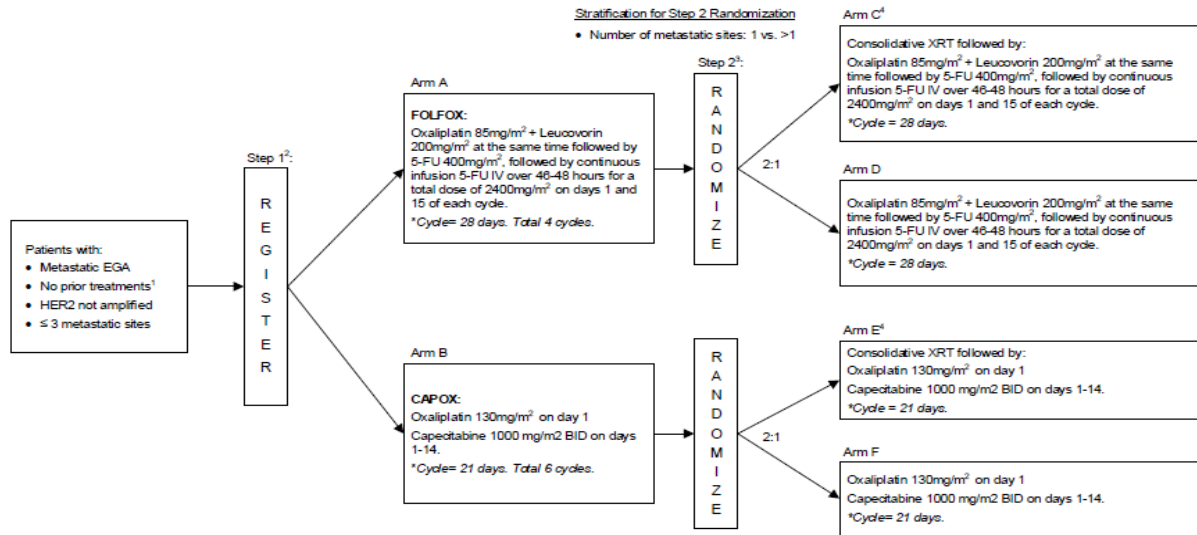 Stratification for Step 2 Randomization
• Number of metastatic sites: 1 vs. >1
Patients with:
• Metastatic EGA
• No prior treatments¹
• HER2 not amplified
• ≤ 3 metastatic sites
Step 1²:
R
E
G
I
S
T
E
R
Arm A
FOLFOX:
Oxaliplatin 85mg/m² + Leucovorin
200mg/m² at the same time followed by
5-FU 400mg/m², followed by continuous
infusion 5-FU IV over 46-48 hours for a
total dose of 2400mg/m² on days 1 and
15 of each cycle.
*Cycle= 28 days. Total 4 cycles.
Step 2³:
R
A
N
D
O
M
I
Z
E
2:1
Arm C⁴
Consolidative XRT followed by:
Oxaliplatin 85mg/m² + Leucovorin 200mg/m² at the same
time followed by 5-FU 400mg/m², followed by continuous
infusion 5-FU IV over 46-48 hours for a total dose of
2400mg/m² on days 1 and 15 of each cycle.
*Cycle = 28 days.
Arm D
Oxaliplatin 85mg/m² + Leucovorin 200mg/m² at the same
time followed by 5-FU 400mg/m², followed by continuous
infusion 5-FU IV over 46-48 hours for a total dose of
2400mg/m² on days 1 and 15 of each cycle.
*Cycle = 28 days.
Arm B
CAPOX:
Oxaliplatin 130mg/m² on day 1
Capecitabine 1000 mg/m2 BID on days
1-14.
*Cycle= 21 days. Total 6 cycles.
R
A
N
D
O
M
I
Z
E
2:1
Arm E⁴
Consolidative XRT followed by:
Oxaliplatin 130mg/m² on day 1
Capecitabine 1000 mg/m2 BID on days 1-14.
*Cycle = 21 days.
Arm F
Oxaliplatin 130mg/m² on day 1
Capecitabine 1000 mg/m2 BID on days 1-14.
*Cycle= 21 days.